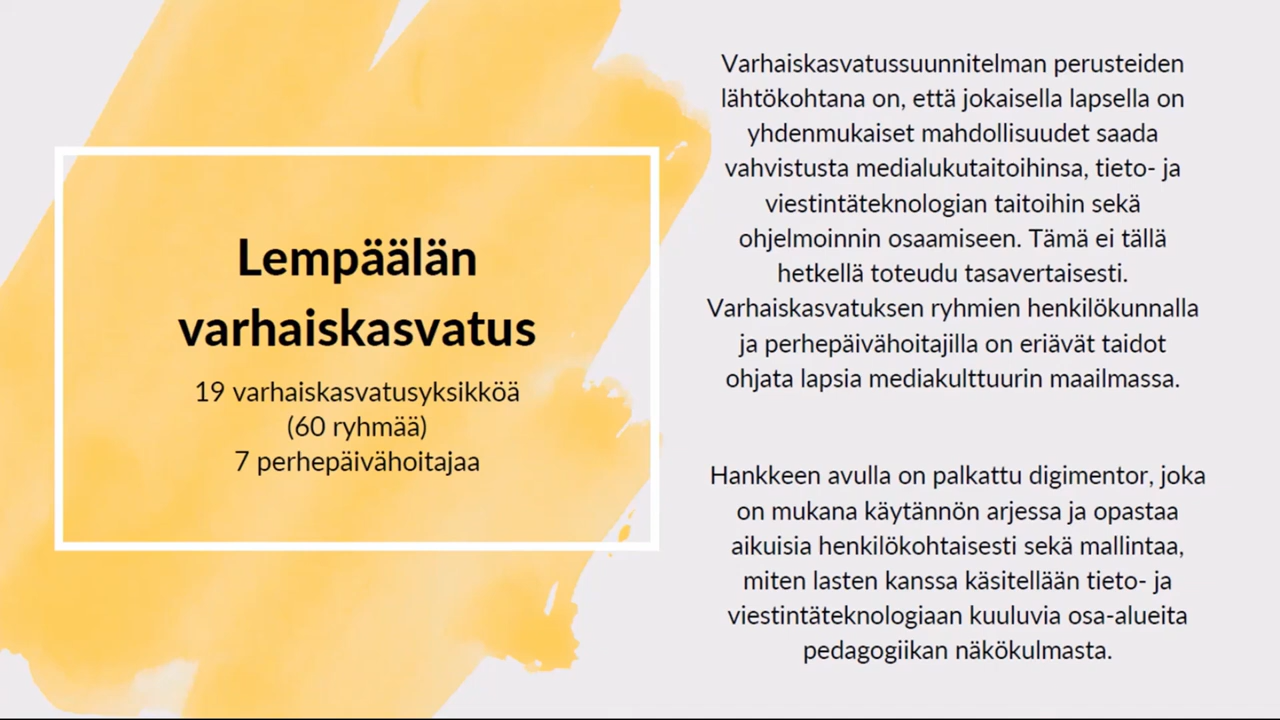 Lempäälän
varhaiskasvatus
19 varhaiskasvatusyksikköä
(60 ryhmää)
7 perhepäivähoitajaa
Varhaiskasvatussuunnitelman perusteiden
lähtökohtana on, että jokaisella lapsella on
yhdenmukaiset mahdollisuudet saada
vahvistusta medialukutaitoihinsa, tieto- ja
viestintäteknologian taitoihin sekä
ohjelmoinnin osaamiseen. Tämä ei tällä
hetkellä toteudu tasavertaisesti.
Varhaiskasvatuksen ryhmien henkilökunnalla
ja perhepäivähoitajilla on eriävät taidot
ohjata lapsia mediakulttuurin maailmassa.
Hankkeen avulla on palkattu digimentor, joka
on mukana käytännön arjessa ja opastaa
aikuisia henkilökohtaisesti sekä mallintaa,
miten lasten kanssa käsitellään tieto- ja
viestintäteknologiaan kuuluvia osa-alueita
pedagogiikan näkökulmasta.